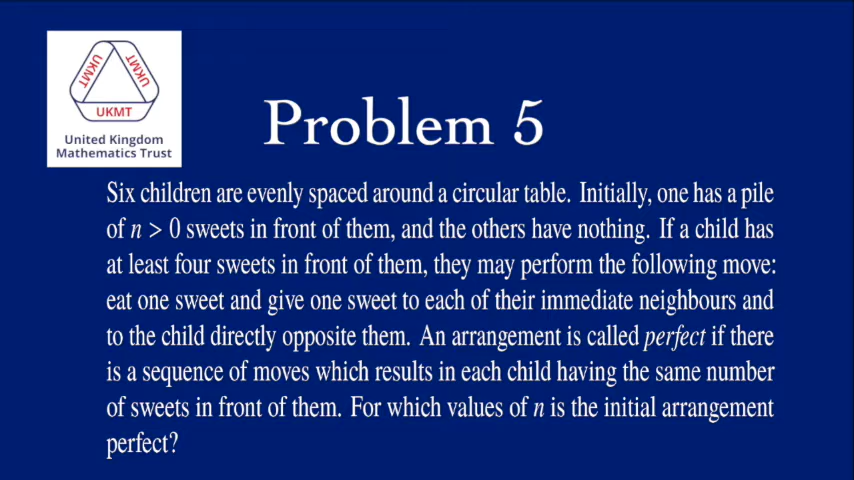 UKMT
UKMT
UKMT
United Kingdom
Mathematics Trust
Problem 5
Six children are evenly spaced around a circular table. Initially, one has a pile
of n > 0 sweets in front of them, and the others have nothing. If a child has
at least four sweets in front of them, they may perform the following move:
eat one sweet and give one sweet to each of their immediate neighbours and
to the child directly opposite them. An arrangement is called perfect if there
is a sequence of moves which results in each child having the same number
of sweets in front of them. For which values of n is the initial arrangement
perfect?